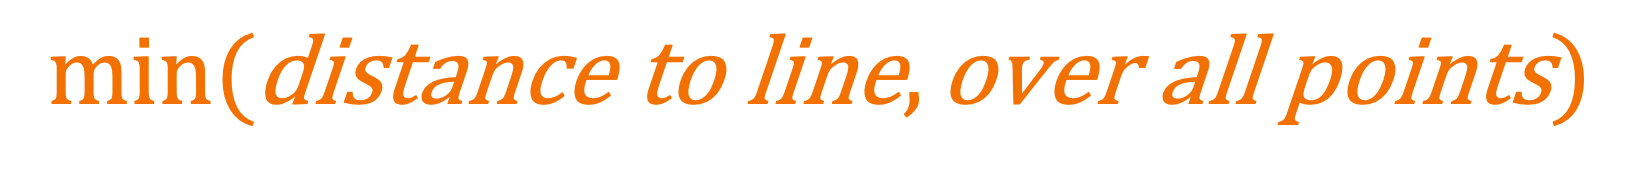 min(distance to line, over all points)